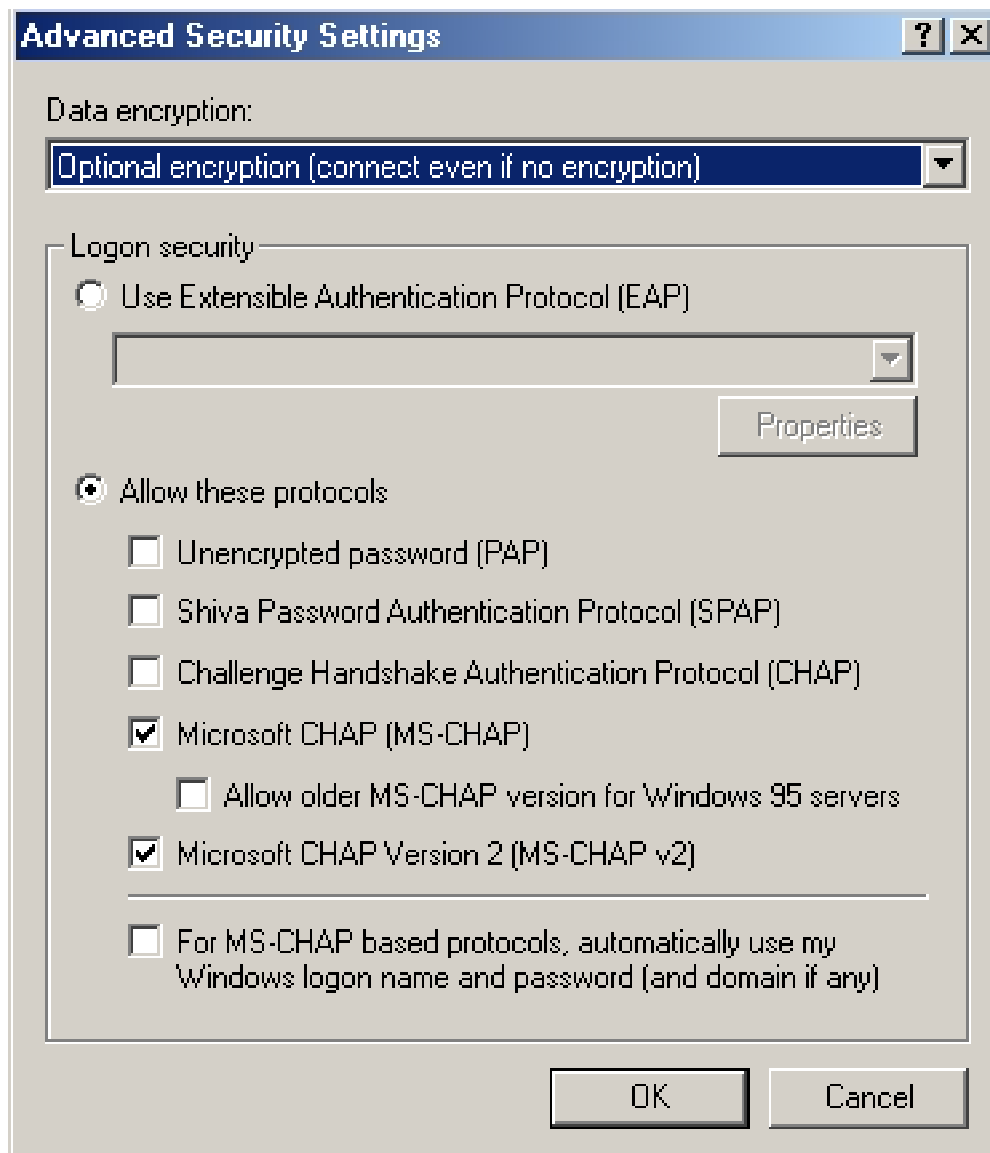 Advanced Security Settings
Data encryption:
Optional encryption (connect even if no encryption)
Logon security
Use Extensible Authentication Protocol (EAP)
Properties
Allow these protocols
Unencrypted password (PAP)
Shiva Password Authentication Protocol (SPAP)
Challenge Handshake Authentication Protocol (CHAP)
Microsoft CHAP (MS-CHAP)
Allow older MS-CHAP version for Windows 95 servers
Microsoft CHAP Version 2 (MS-CHAP v2)
For MS-CHAP based protocols, automatically use my
Windows logon name and password (and domain if any)
OK Cancel